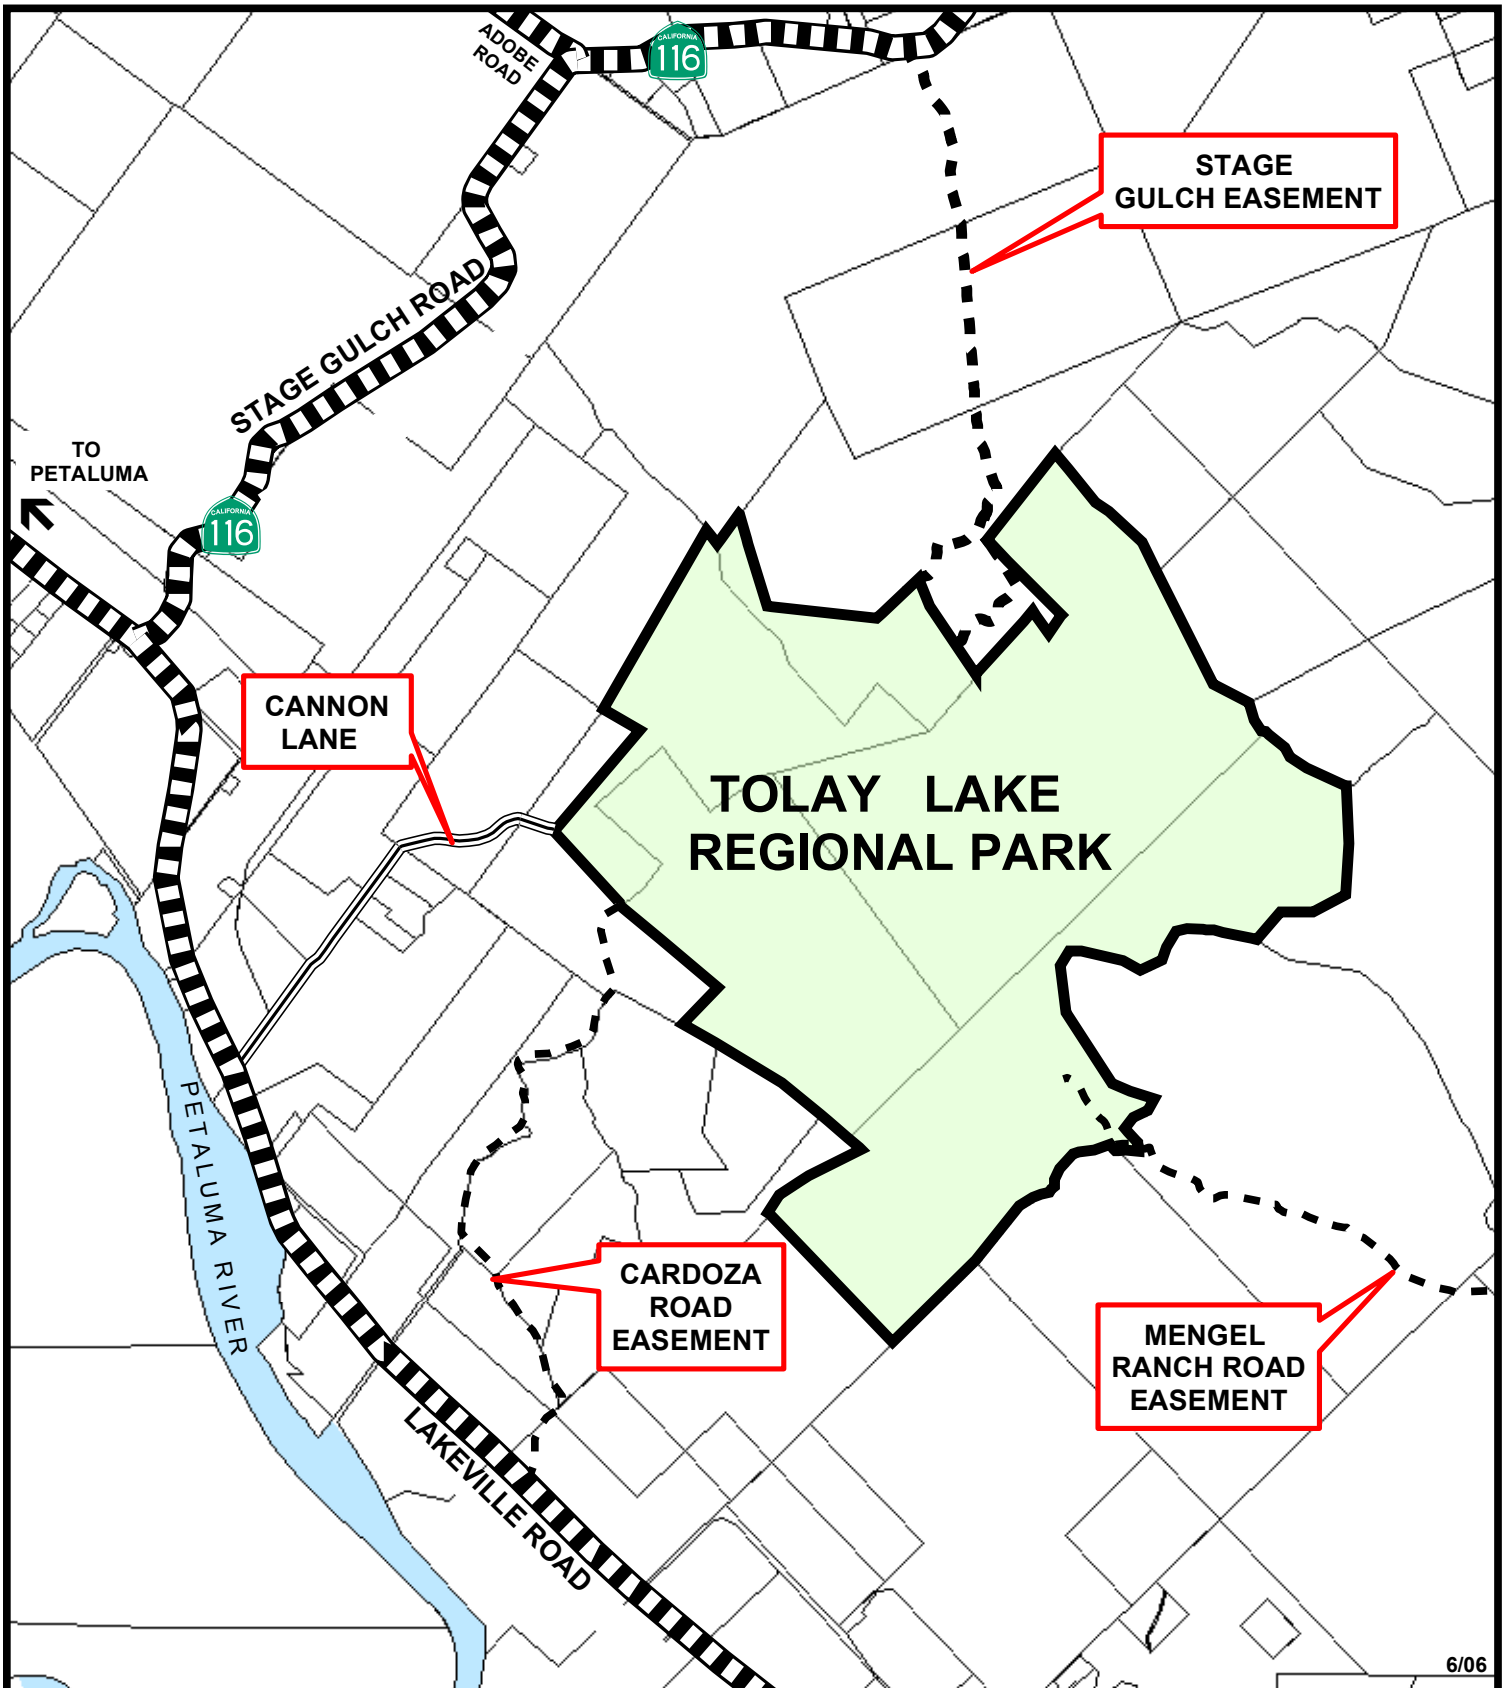 ADOBE
ROAD
CALIFORNIA
116
STAGE
GULCH EASEMENT
STAGE GULCH ROAD
TO
PETALUMA
CALIFORNIA
116
CANNON
LANE
TOLAY LAKE
REGIONAL PARK
PETALUMA RIVER
CARDOZA
ROAD
EASEMENT
MENGEL
RANCH ROAD
EASEMENT
LAKEVILLE ROAD
6/06